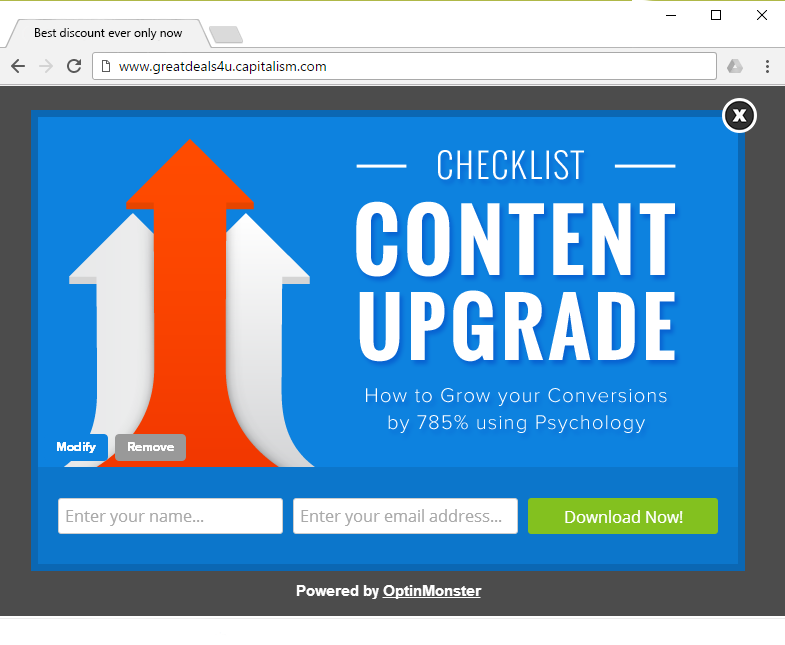 Best discount ever only now
www.greatdeals4u.capitalism.com
X
CHECKLIST
CONTENT
UPGRADE
How to Grow your Conversions
by 785% using Psychology
Modify Remove
Enter your name... Enter your email address... Download Now!
Powered by OptinMonster